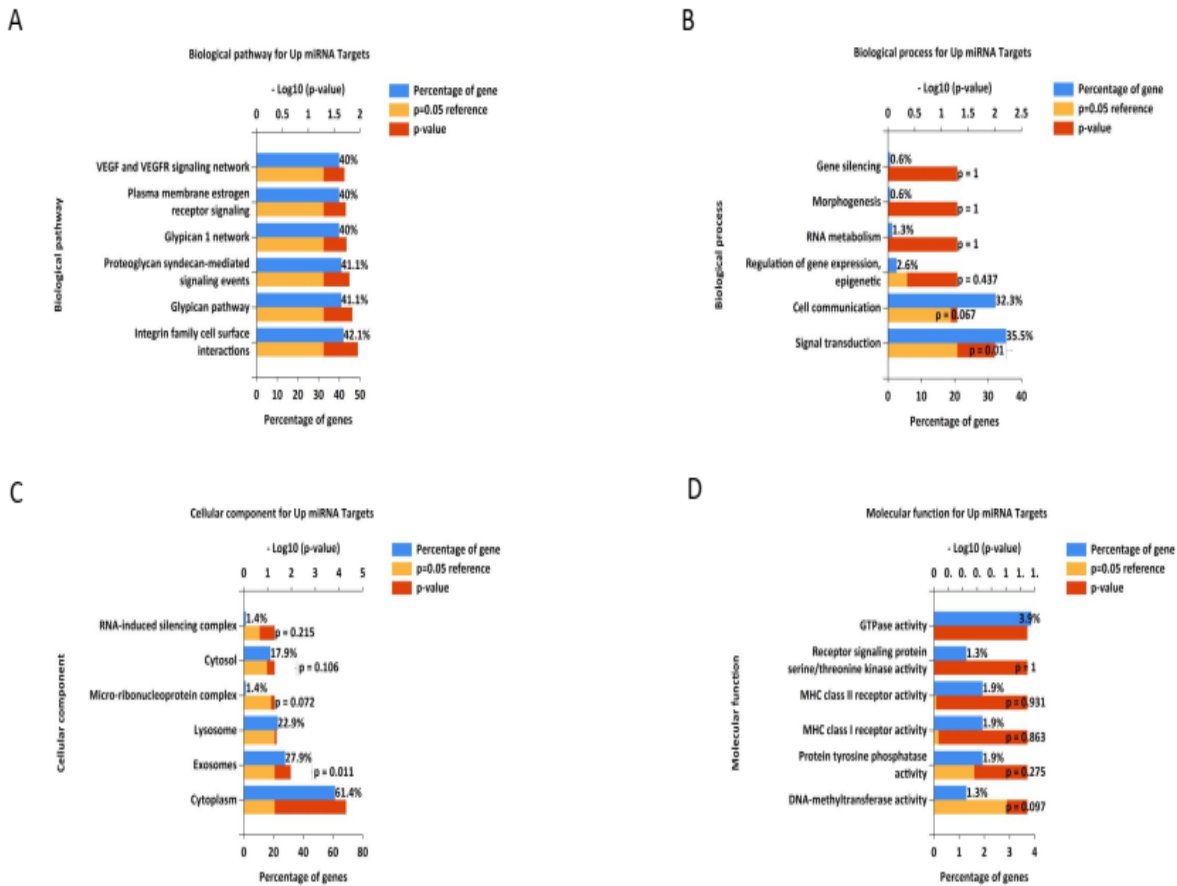 A
Biological pathway for Up miRNA Targets
- Log10 (p-value)
0 0.5 1 1.5 2
Percentage of gene
p=0.05 reference
p-value
Biological pathway
VEGF and VEGFR signaling network
40%
Plasma membrane estrogen
receptor signaling
40%
Glypican 1 network
40%
Proteoglycan syndecan-mediated
signaling events
41.1%
Glypican pathway
41.1%
Integrin family cell surface
interactions
42.1%
0 10 20 30 40 50
Percentage of genes
B
Biological process for Up miRNA Targets
- Log10 (p-value)
0 0.5 1 1.5 2 2.5
Percentage of gene
p=0.05 reference
p-value
Biological process
Gene silencing
0.6%
p = 1
Morphogenesis
0.6%
p = 1
RNA metabolism
1.3%
p = 1
Regulation of gene expression,
epigenetic
2.6%
p = 0.437
Cell communication
32.3%
p = 0.067
Signal transduction
35.5%
p = 0.01
0 10 20 30 40
Percentage of genes
C
Cellular component for Up miRNA Targets
- Log10 (p-value)
0 1 2 3 4 5
Percentage of gene
p=0.05 reference
p-value
Cellular component
RNA-induced silencing complex
1.4%
p = 0.215
Cytosol
17.9%
p = 0.106
Micro-ribonucleoprotein complex
1.4%
p = 0.072
Lysosome
22.9%
Exosomes
27.9%
p = 0.011
Cytoplasm
61.4%
0 20 40 60 80
Percentage of genes
D
Molecular function for Up miRNA Targets
- Log10 (p-value)
0 0. 0. 0. 1 1. 1.
Percentage of gene
p=0.05 reference
p-value
Molecular function
GTPase activity
3.9%
Receptor signaling protein
serine/threonine kinase activity
1.3%
p = 1
MHC class II receptor activity
1.9%
p = 0.931
MHC class I receptor activity
1.9%
p = 0.863
Protein tyrosine phosphatase
activity
1.9%
p = 0.275
DNA-methyltransferase activity
1.3%
p = 0.097
0 1 2 3 4
Percentage of genes